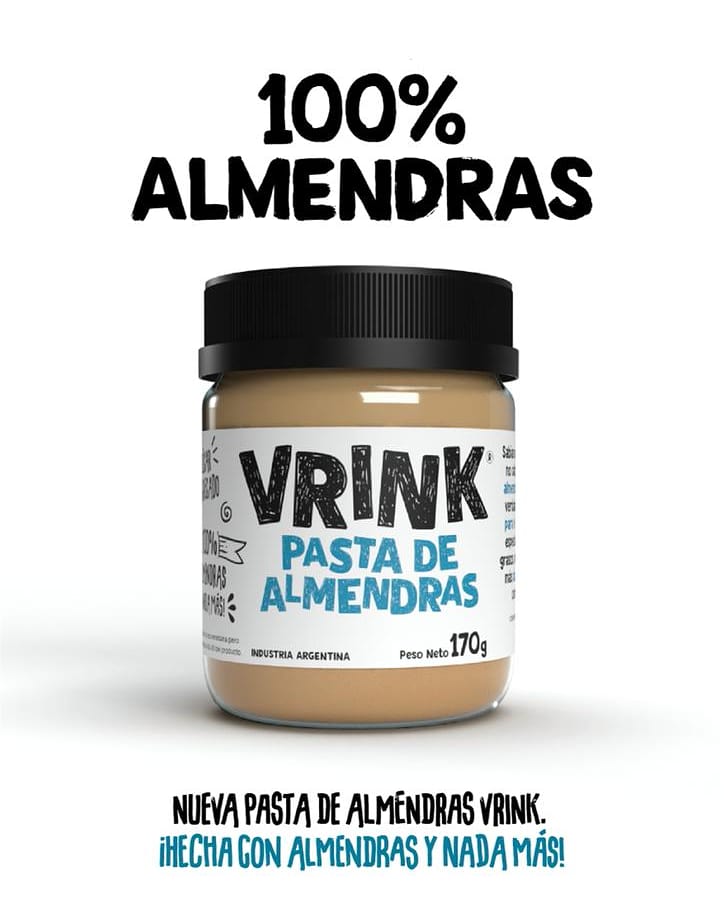 100%
ALMENDRAS
VRINK
®
PASTA DE
ALMENDRAS
INDUSTRIA ARGENTINA
Peso Neto 170g
NUEVA PASTA DE ALMENDRAS VRINK.
¡HECHA CON ALMENDRAS Y NADA MÁS!